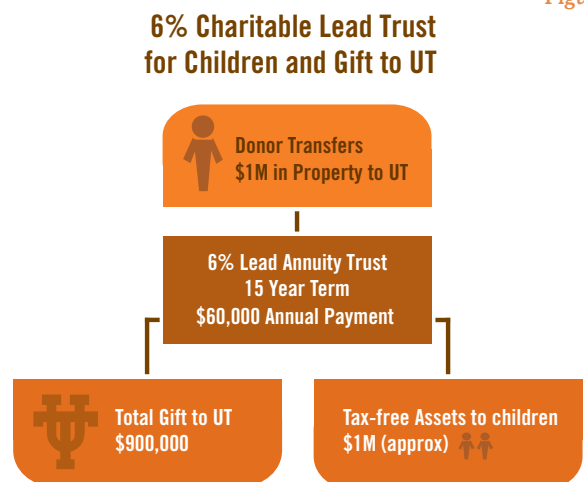 6% Charitable Lead Trust
for Children and Gift to UT
Donor Transfers
$1M in Property to UT
6% Lead Annuity Trust
15 Year Term
$60,000 Annual Payment
UT
Total Gift to UT
$900,000
Tax-free Assets to children
$1M (approx)